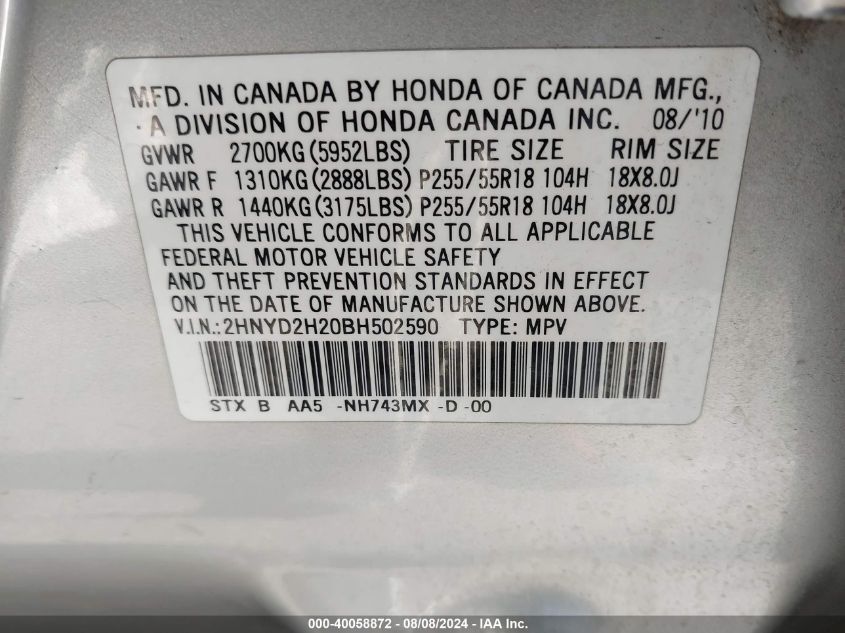 MFD. IN CANADA BY HONDA OF CANADA MFG.,
A DIVISION OF HONDA CANADA INC. 08/'10
GVWR 2700KG(5952LBS) TIRE SIZE RIM SIZE
GAWR F 1310KG(2888LBS) P255/55R18 104H 18X8.0J
GAWR R 1440KG(3175LBS) P255/55R18 104H 18X8.0J
THIS VEHICLE CONFORMS TO ALL APPLICABLE
FEDERAL MOTOR VEHICLE SAFETY
AND THEFT PREVENTION STANDARDS IN EFFECT
ON THE DATE OF MANUFACTURE SHOWN ABOVE.
V.I.N.:2HNYD2H20BH502590 TYPE: MPV
STX B AA5 -NH743MX -D -00
000-40058872 - 08/08/2024 - IAA Inc.